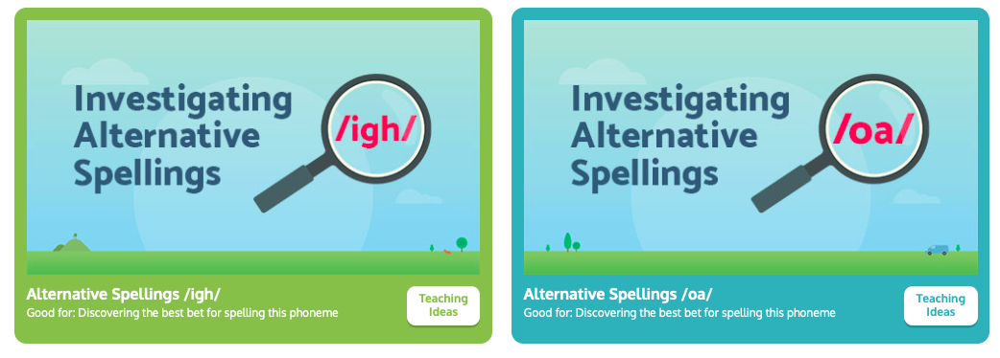 Investigating
Alternative
Spellings
/igh/
Alternative Spellings /igh/
Good for: Discovering the best bet for spelling this phoneme
Teaching
Ideas
Investigating
Alternative
Spellings
/oa/
Alternative Spellings /oa/
Good for: Discovering the best bet for spelling this phoneme
Teaching
Ideas